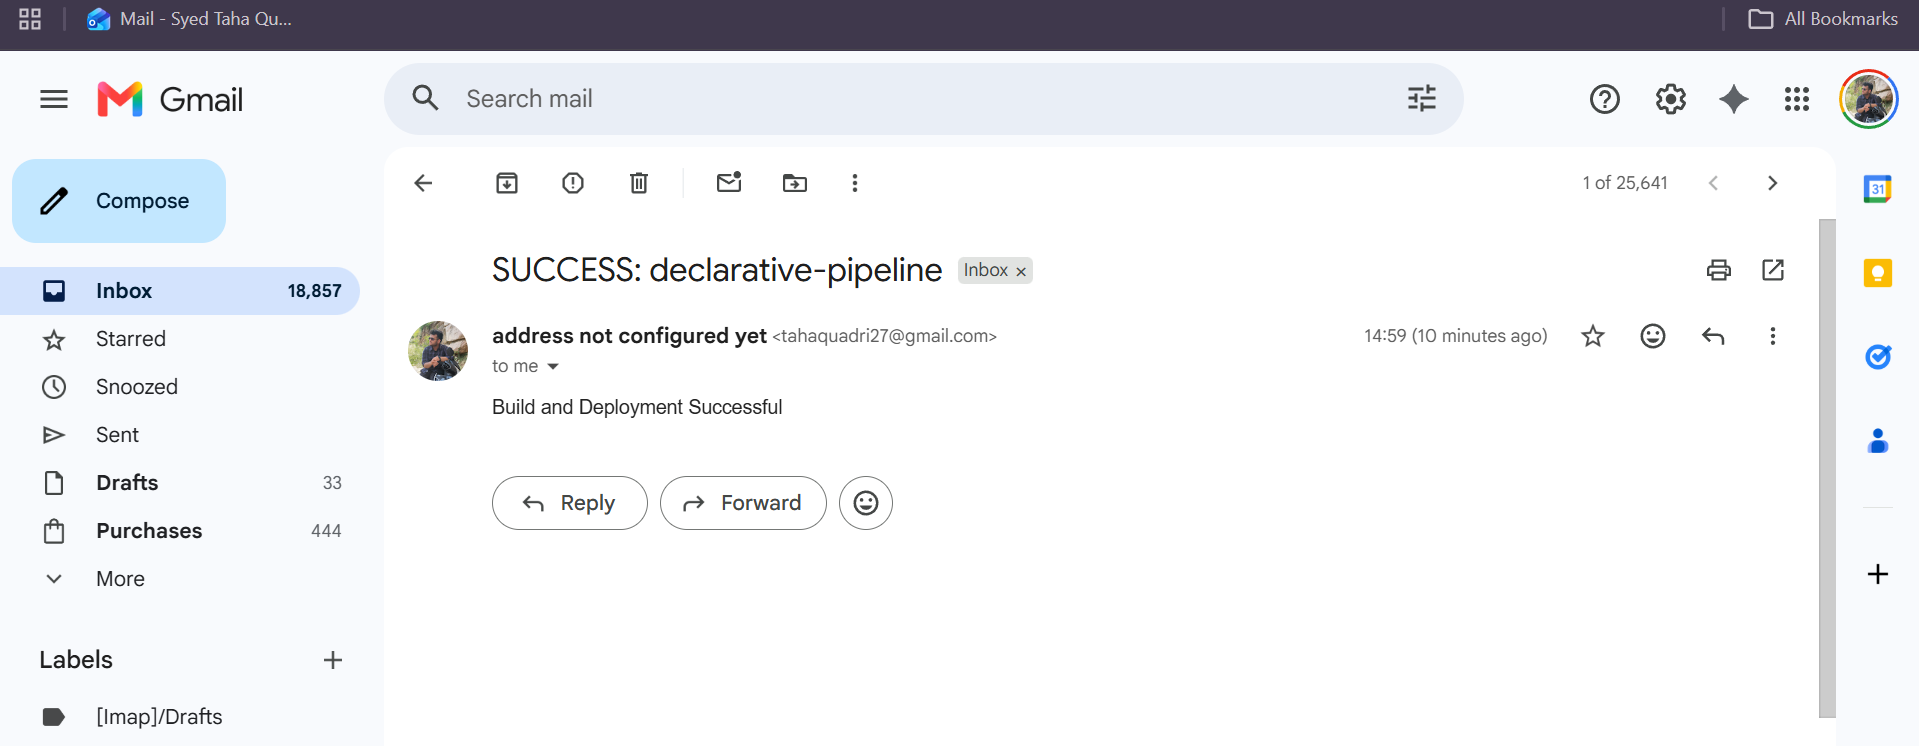 Mail - Syed Taha Qu...
All Bookmarks
Gmail
Search mail
Compose
1 of 25,641
31
SUCCESS: declarative-pipeline
Inbox ×
Inbox 18,857
address not configured yet <tahaquadri27@gmail.com>
14:59 (10 minutes ago)
to me
Starred
Snoozed
Build and Deployment Successful
Sent
Drafts 33
Reply
Forward
Purchases 444
More
Labels
[Imap]/Drafts